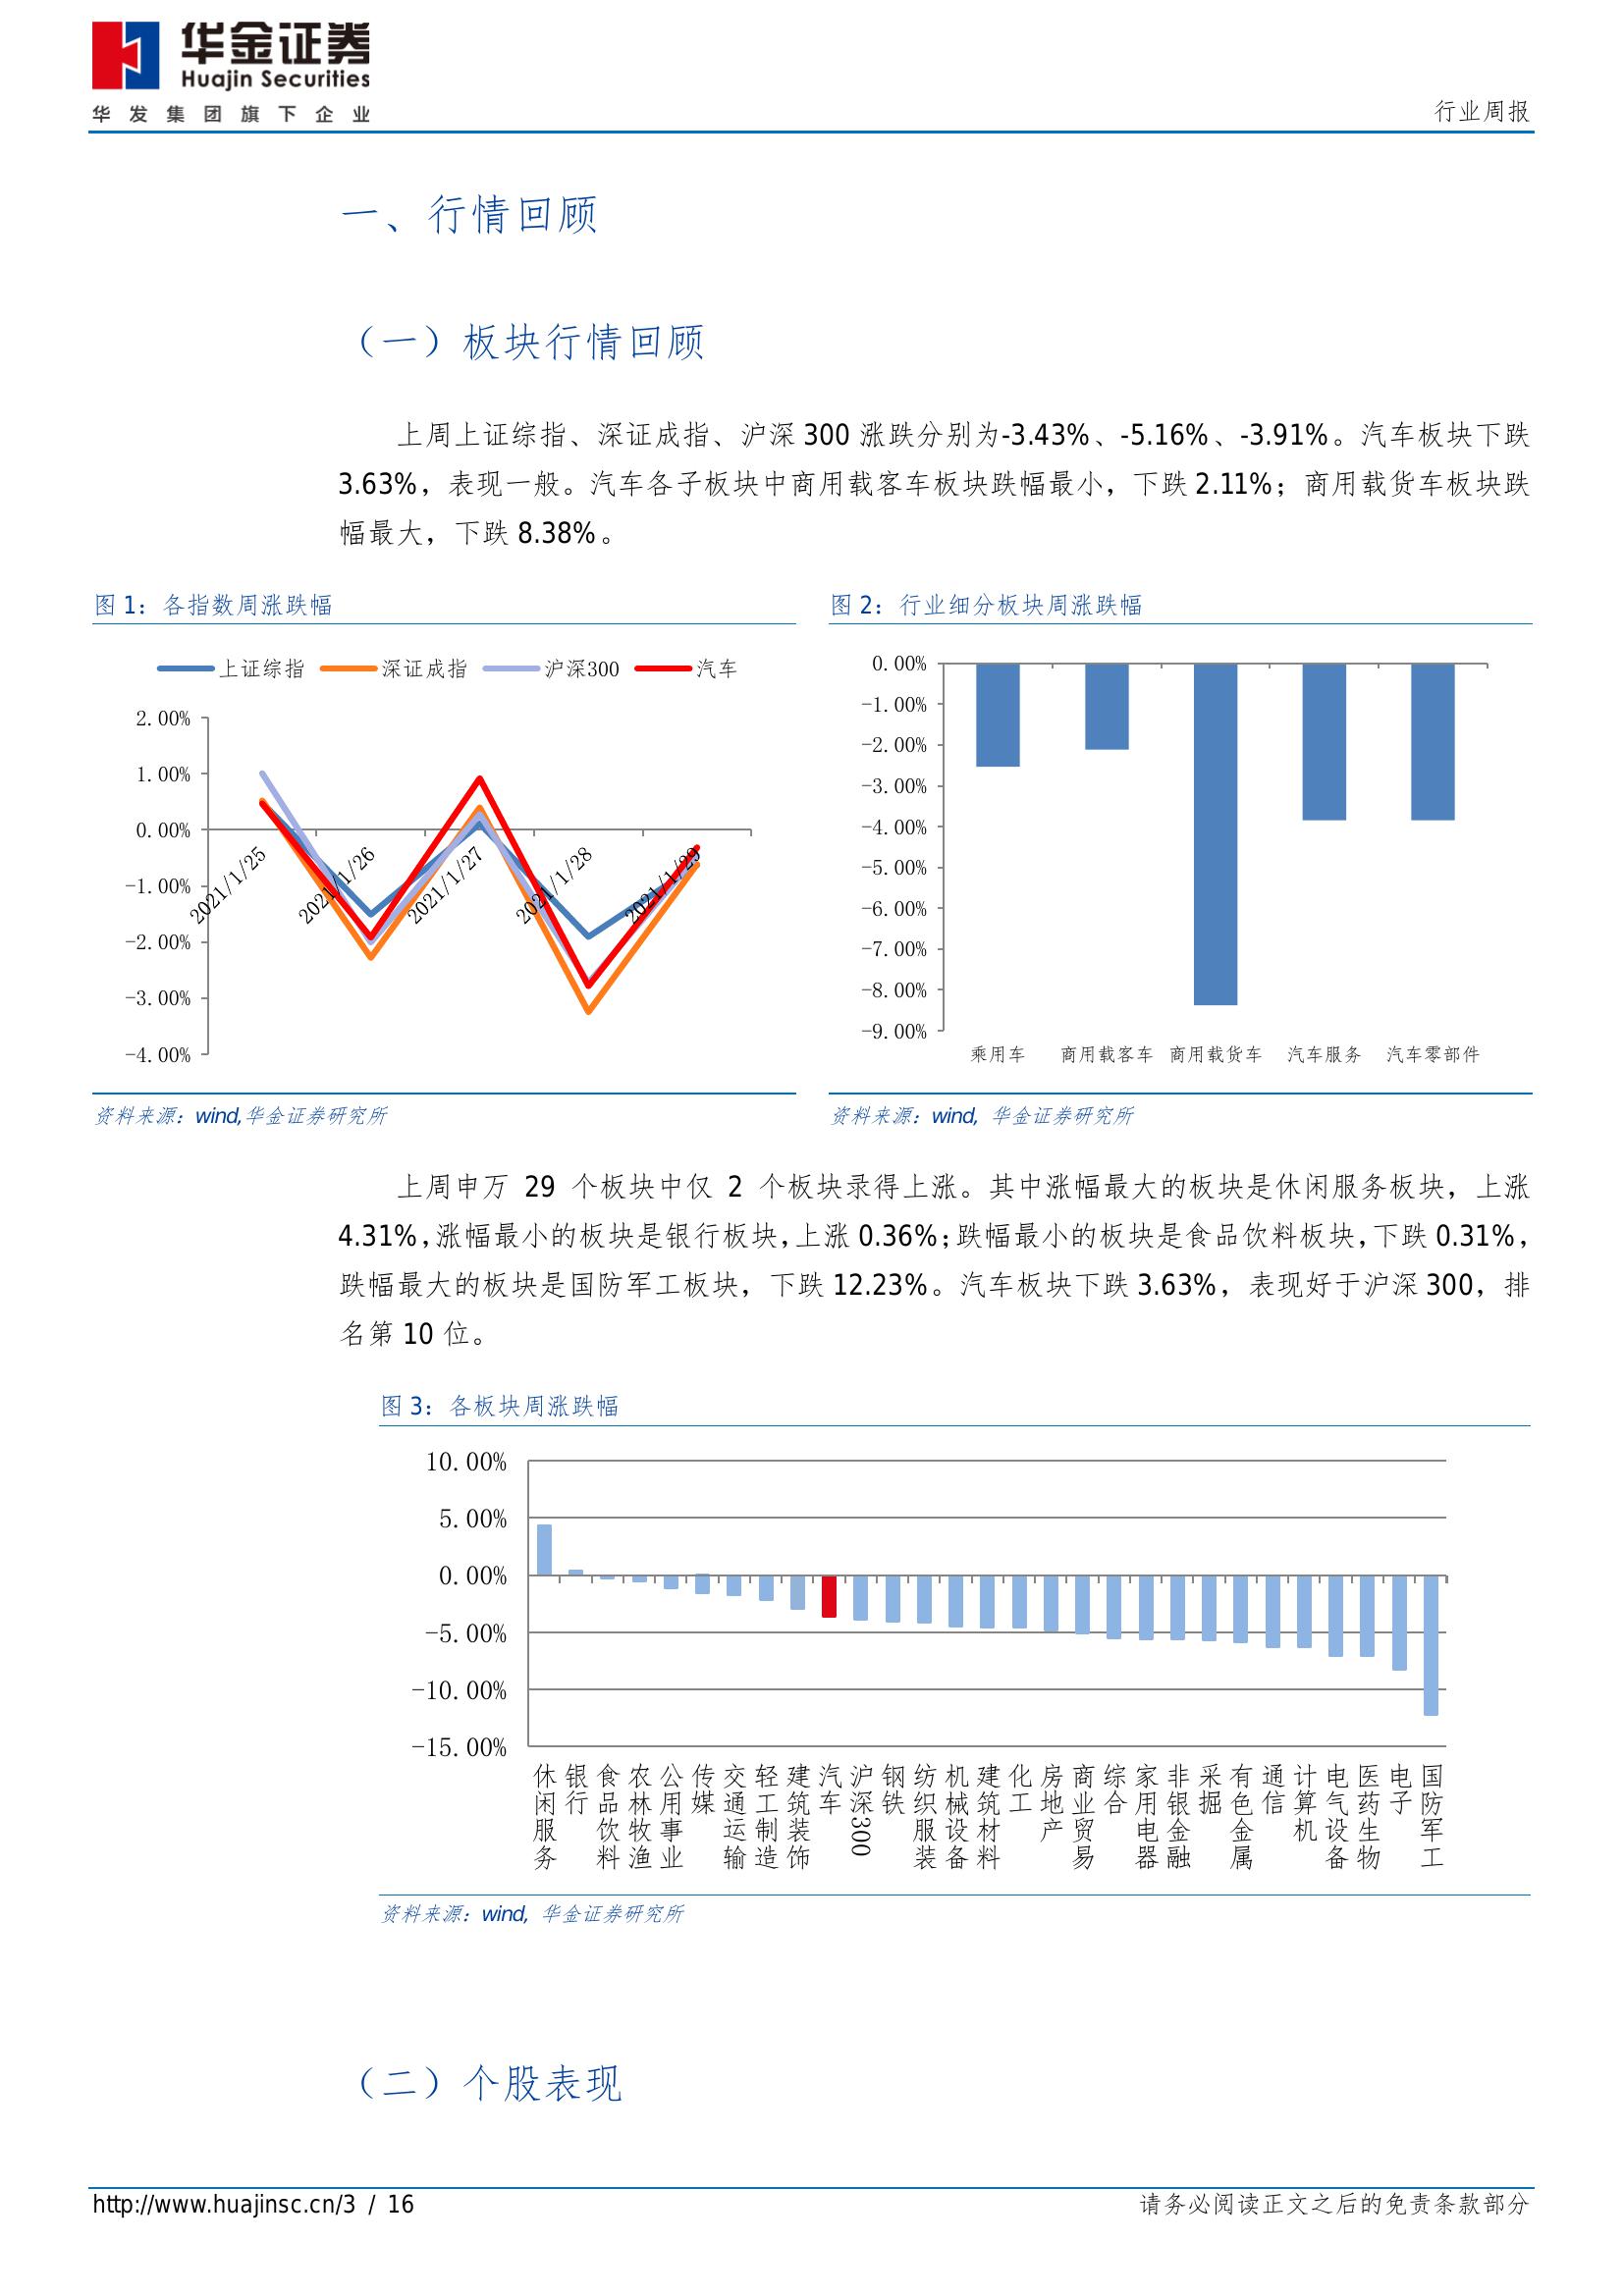 华金证券
Huajin Securities
华发集团旗下企业
行业周报
一、行情回顾
（一）板块行情回顾
上周上证综指、深证成指、沪深 300 涨跌分别为-3.43%、-5.16%、-3.91%。汽车板块下跌
3.63%，表现一般。汽车各子板块中商用载客车板块跌幅最小，下跌 2.11%；商用载货车板块跌
幅最大，下跌 8.38%。
图 1：各指数周涨跌幅
上证综指 深证成指 沪深300 汽车
2.00%
1.00%
0.00%
-1.00%
-2.00%
-3.00%
-4.00%
2021/1/25 2021/1/26 2021/1/27 2021/1/28 2021/1/29
资料来源：wind,华金证券研究所
图 2：行业细分板块周涨跌幅
0.00%
-1.00%
-2.00%
-3.00%
-4.00%
-5.00%
-6.00%
-7.00%
-8.00%
-9.00%
乘用车 商用载客车 商用载货车 汽车服务 汽车零部件
资料来源：wind，华金证券研究所
上周申万 29 个板块中仅 2 个板块录得上涨。其中涨幅最大的板块是休闲服务板块，上涨
4.31%，涨幅最小的板块是银行板块，上涨 0.36%；跌幅最小的板块是食品饮料板块，下跌 0.31%，
跌幅最大的板块是国防军工板块，下跌 12.23%。汽车板块下跌 3.63%，表现好于沪深 300，排
名第 10 位。
图 3：各板块周涨跌幅
10.00%
5.00%
0.00%
-5.00%
-10.00%
-15.00%
休闲服务 银行 食品饮料 农林牧渔 公用事业 传媒 交通运输 轻工制造 建筑装饰 汽车 沪深300 钢铁 纺织服装 机械设备 建筑材料 化工 房地产 商业贸易 综合 家用电器 非银金融 采掘 有色金属 通信 计算机 电气设备 医药生物 电子 国防军工
资料来源：wind，华金证券研究所
（二）个股表现
http://www.huajinsc.cn/3 / 16
请务必阅读正文之后的免责条款部分